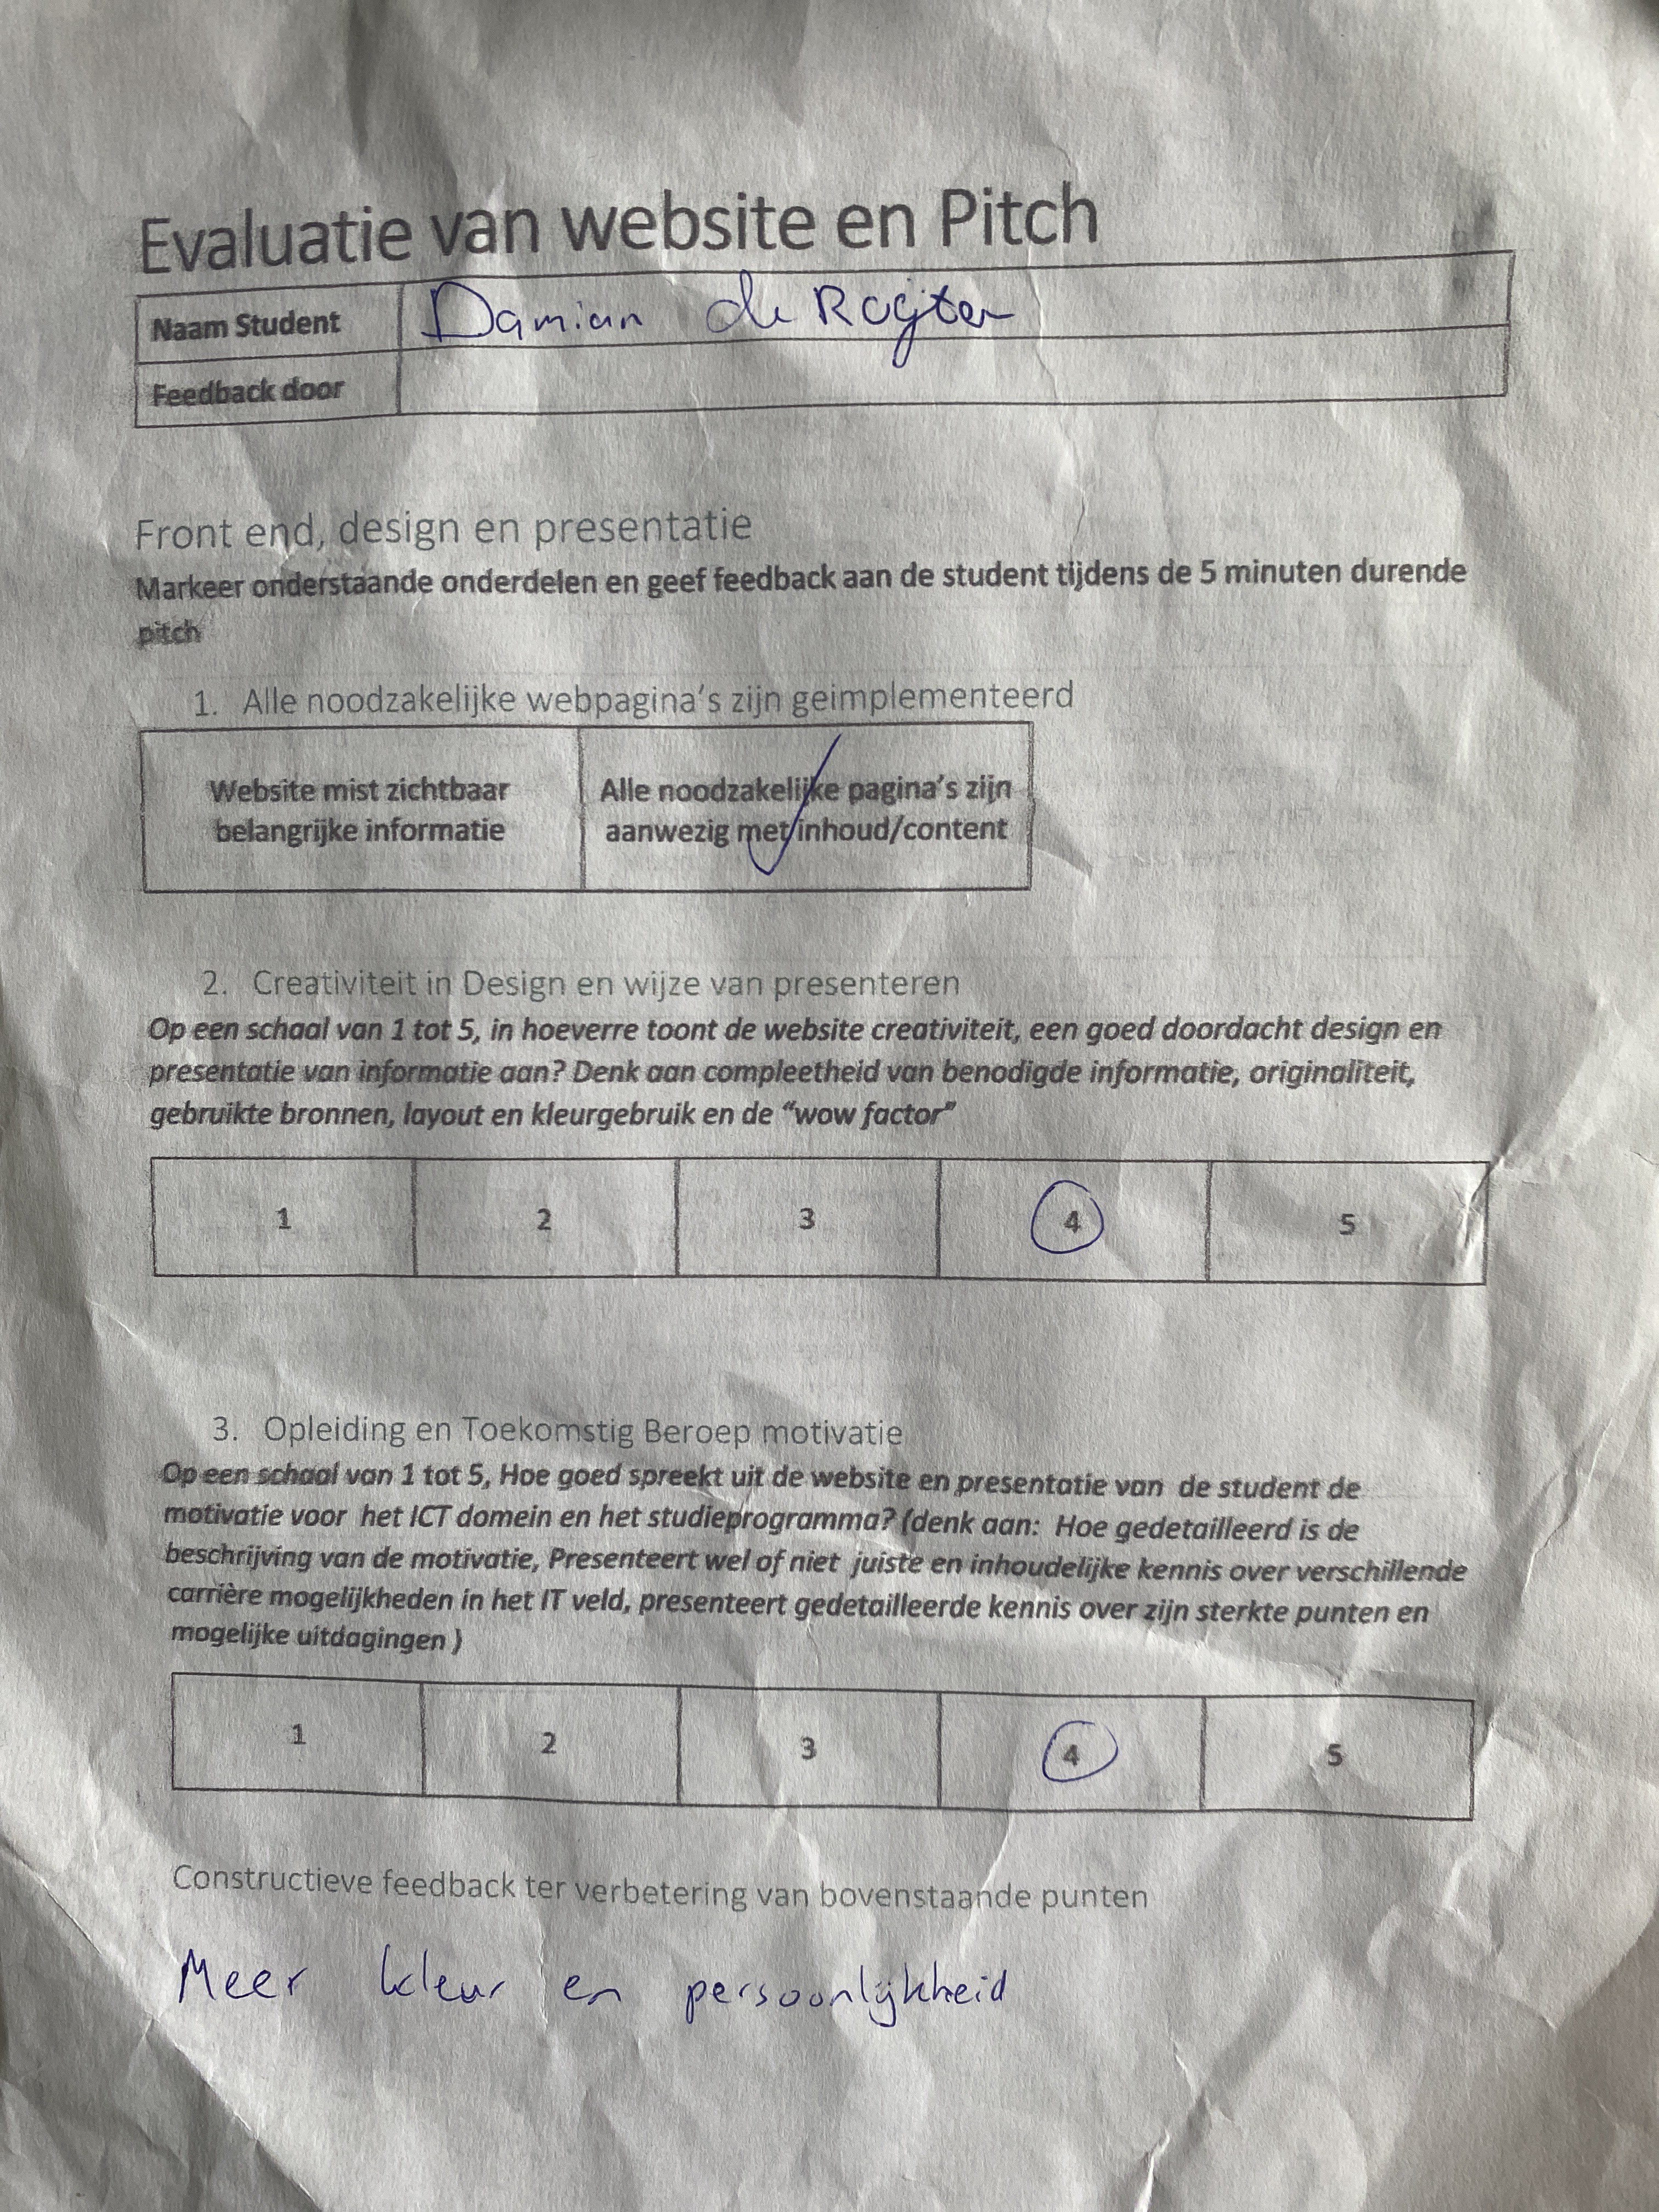 Evaluatie van website en Pitch
Naam Student Damian de Ruijter
Feedback door
Front end, design en presentatie
Markeer onderstaande onderdelen en geef feedback aan de student tijdens de 5 minuten durende
pitch
1. Alle noodzakelijke webpagina's zijn geimplementeerd
Website mist zichtbaar
belangrijke informatie
Alle noodzakelijke pagina's zijn
aanwezig met inhoud/content
2. Creativiteit in Design en wijze van presenteren
Op een schaal van 1 tot 5, in hoeverre toont de website creativiteit, een goed doordacht design en
presentatie van informatie aan? Denk aan compleetheid van benodigde informatie, originaliteit,
gebruikte bronnen, layout en kleurgebruik en de "wow factor"
1 2 3 4 5
3. Opleiding en Toekomstig Beroep motivatie
Op een schaal van 1 tot 5, Hoe goed spreekt uit de website en presentatie van de student de
motivatie voor het ICT domein en het studieprogramma? (denk aan: Hoe gedetailleerd is de
beschrijving van de motivatie, Presenteert wel of niet juiste en inhoudelijke kennis over verschillende
carrière mogelijkheden in het IT veld, presenteert gedetailleerde kennis over zijn sterkte punten en
mogelijke uitdagingen )
1 2 3 4 5
Constructieve feedback ter verbetering van bovenstaande punten
Meer kleur en persoonlijkheid